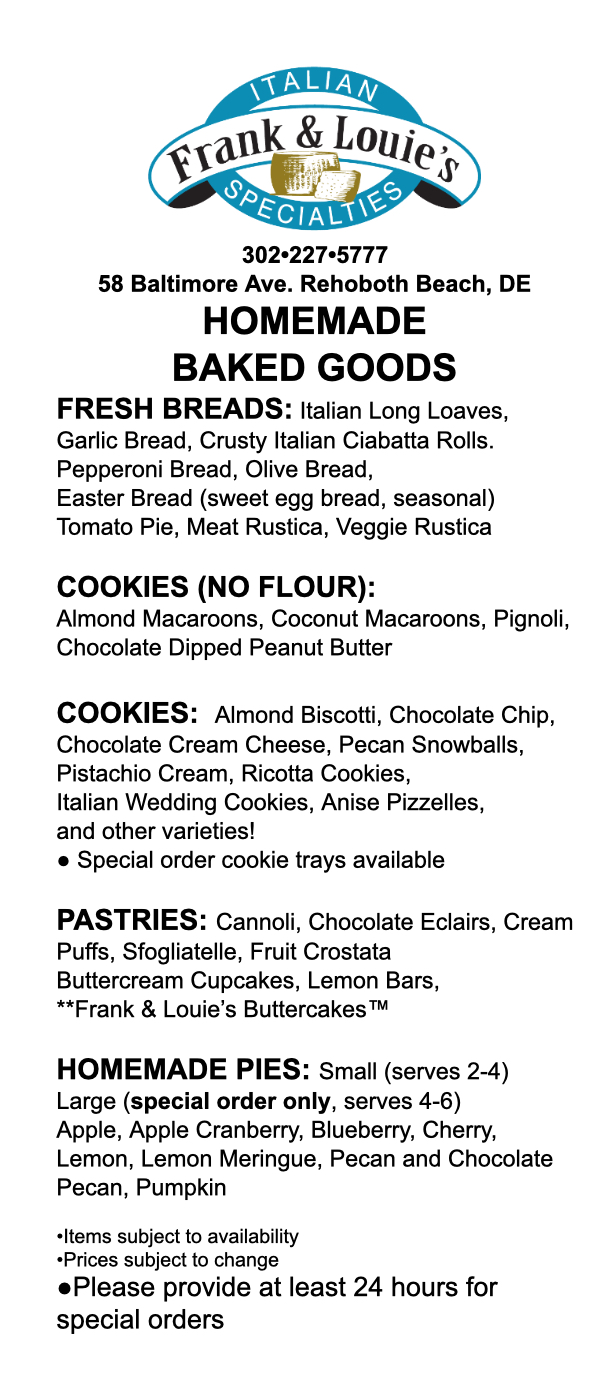 ITALIAN
Frank & Louie's
SPECIALTIES
302•227•5777
58 Baltimore Ave. Rehoboth Beach, DE
HOMEMADE
BAKED GOODS
FRESH BREADS: Italian Long Loaves,
Garlic Bread, Crusty Italian Ciabatta Rolls.
Pepperoni Bread, Olive Bread,
Easter Bread (sweet egg bread, seasonal)
Tomato Pie, Meat Rustica, Veggie Rustica
COOKIES (NO FLOUR):
Almond Macaroons, Coconut Macaroons, Pignoli,
Chocolate Dipped Peanut Butter
COOKIES: Almond Biscotti, Chocolate Chip,
Chocolate Cream Cheese, Pecan Snowballs,
Pistachio Cream, Ricotta Cookies,
Italian Wedding Cookies, Anise Pizzelles,
and other varieties!
● Special order cookie trays available
PASTRIES: Cannoli, Chocolate Eclairs, Cream
Puffs, Sfogliatelle, Fruit Crostata
Buttercream Cupcakes, Lemon Bars,
**Frank & Louie’s Buttercakes™
HOMEMADE PIES: Small (serves 2-4)
Large (special order only, serves 4-6)
Apple, Apple Cranberry, Blueberry, Cherry,
Lemon, Lemon Meringue, Pecan and Chocolate
Pecan, Pumpkin
•Items subject to availability
•Prices subject to change
●Please provide at least 24 hours for
special orders